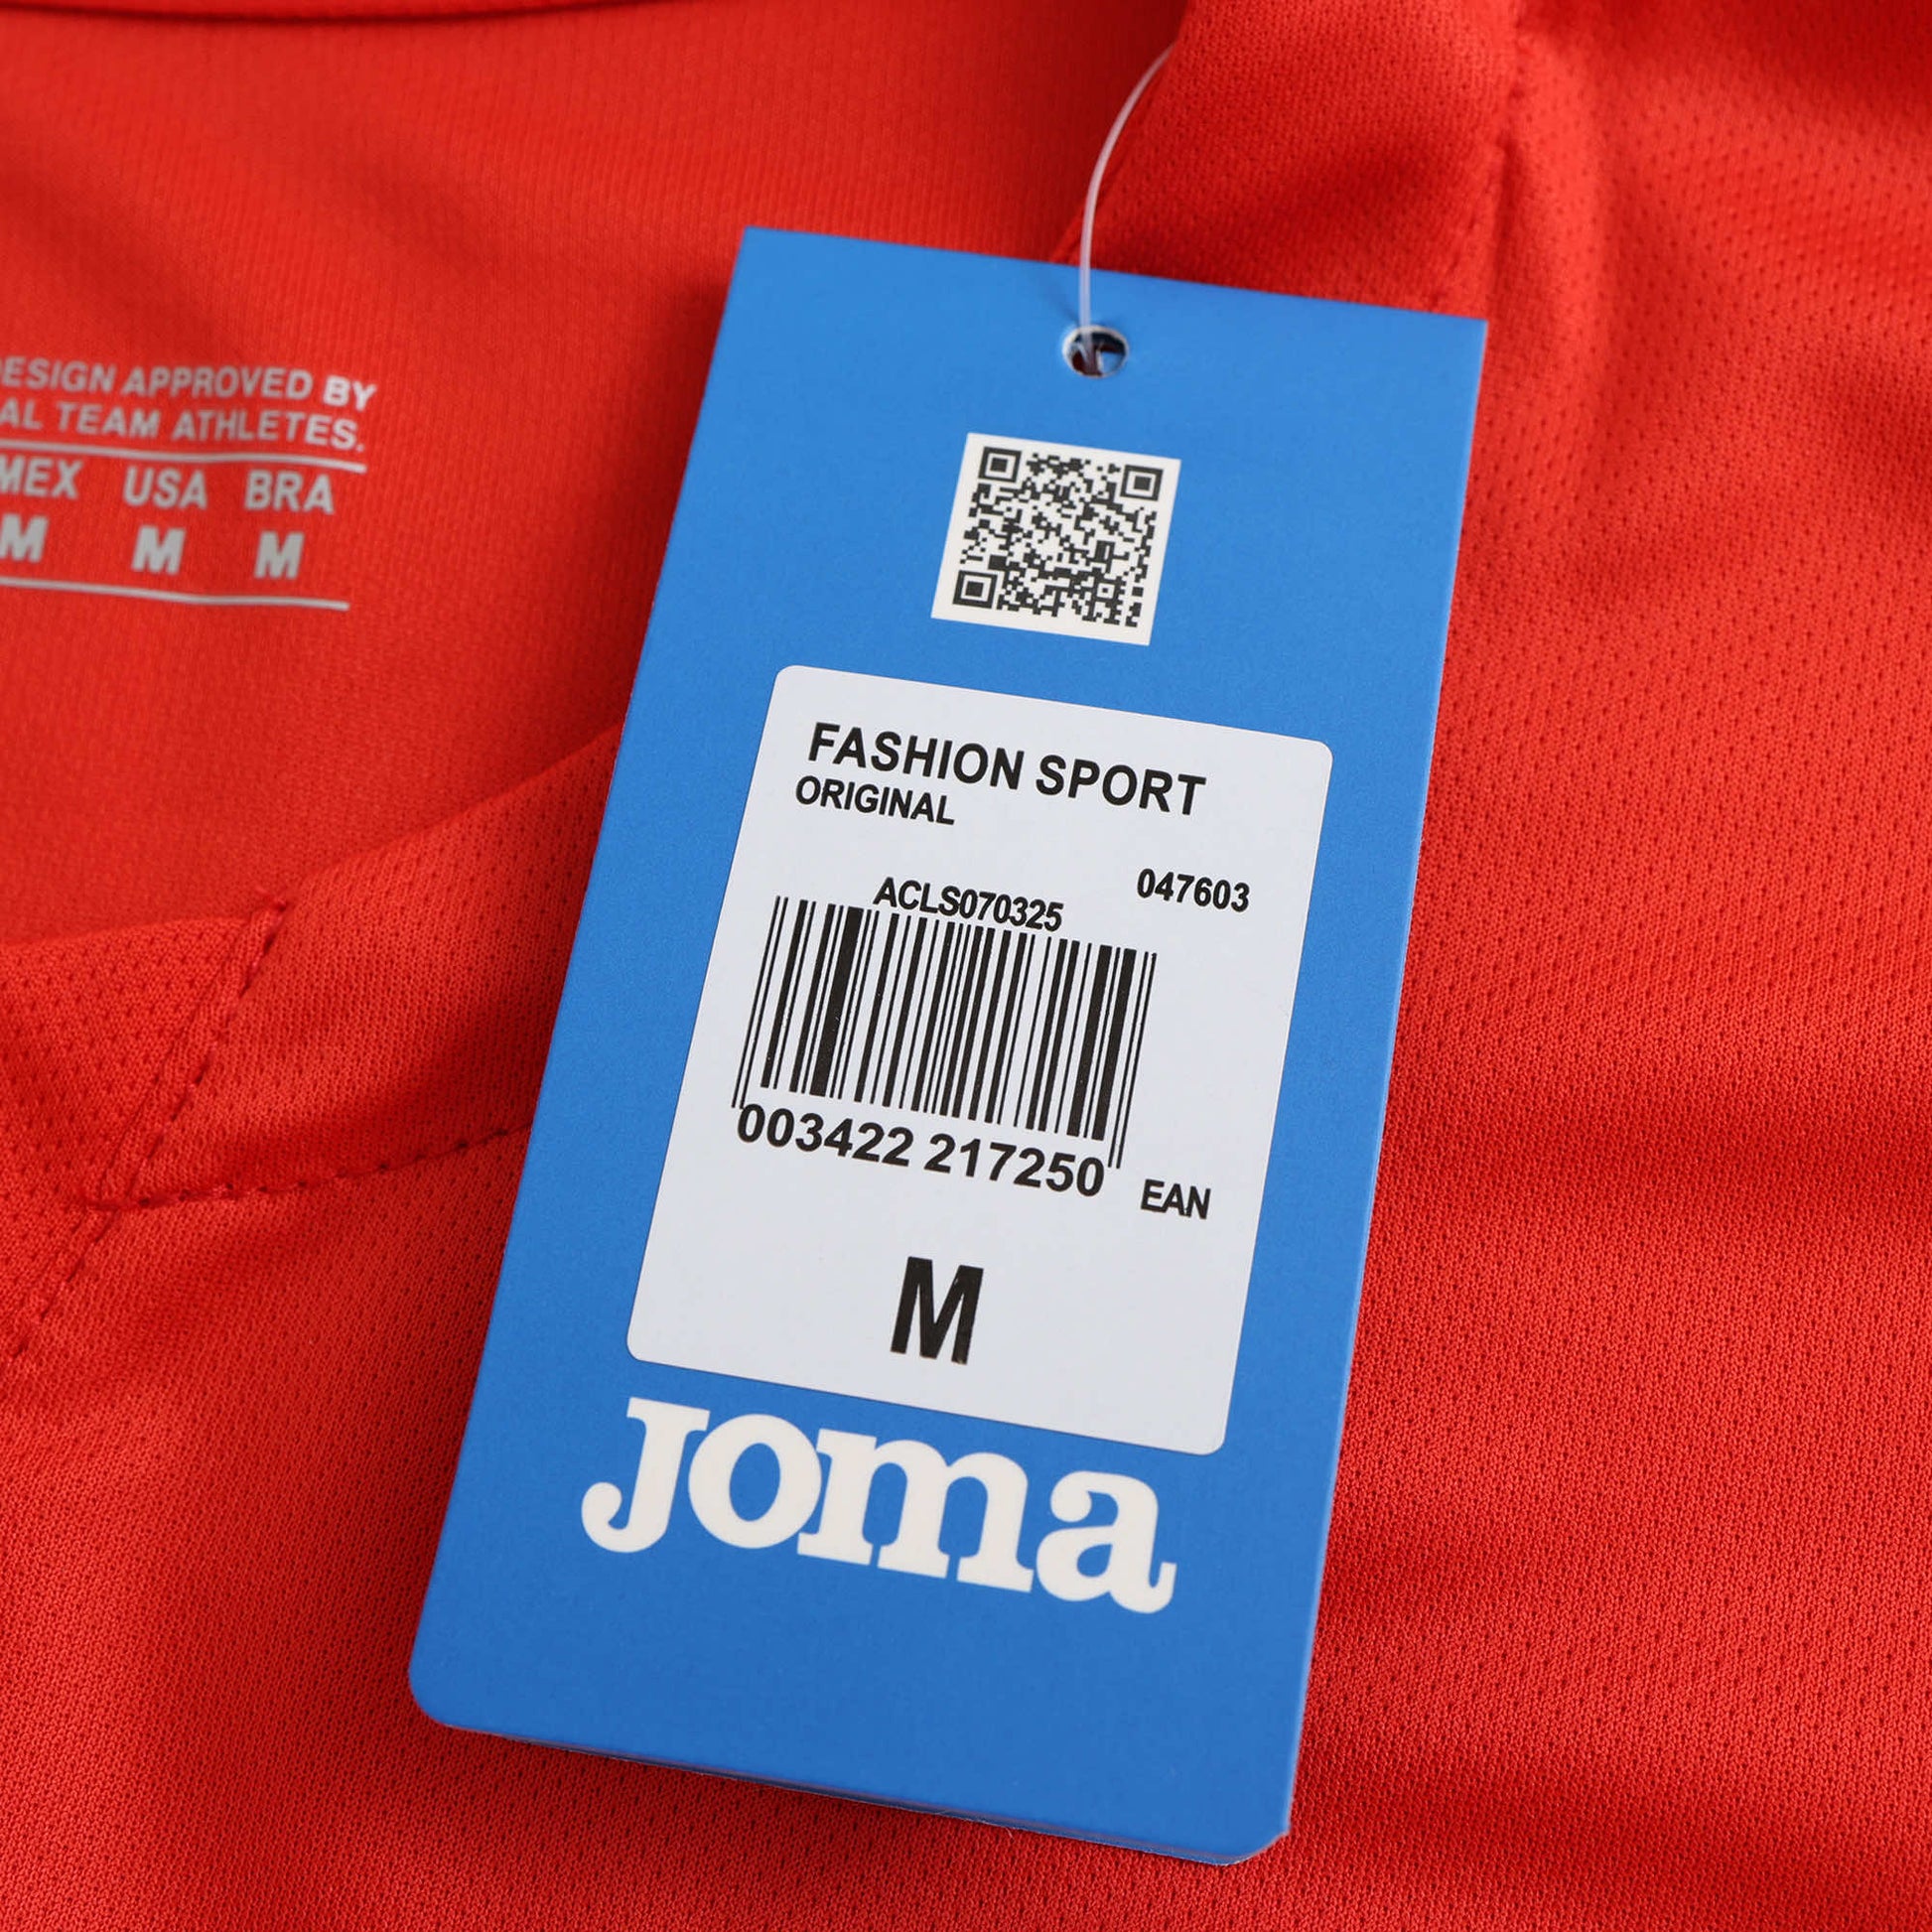 ESIGN APPROVED BY
AL TEAM ATHLETES.
MEX USA BRA
M M M
FASHION SPORT
ORIGINAL
047603
ACLS070325
003422 217250
EAN
M
Joma